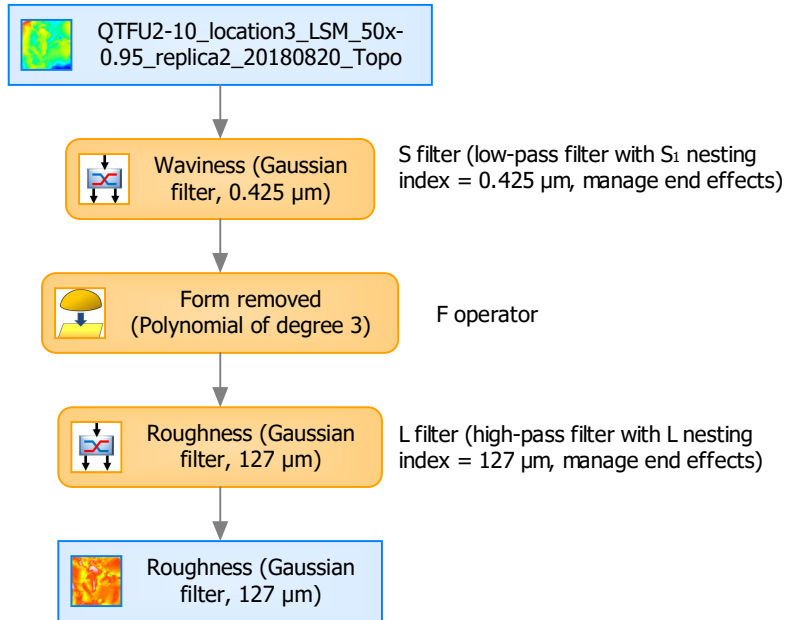 QTFU2-10_location3_LSM_50x-
0.95_replica2_20180820_Topo
Waviness (Gaussian
filter, 0.425 µm)
S filter (low-pass filter with S₁ nesting
index = 0.425 µm, manage end effects)
Form removed
(Polynomial of degree 3)
F operator
Roughness (Gaussian
filter, 127 µm)
L filter (high-pass filter with L nesting
index = 127 µm, manage end effects)
Roughness (Gaussian
filter, 127 µm)